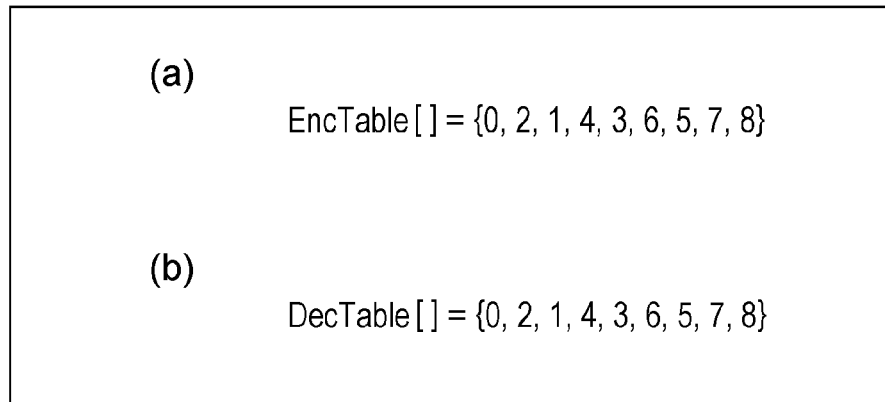 (a)
EncTable [ ] = {0, 2, 1, 4, 3, 6, 5, 7, 8}
(b)
DecTable [ ] = {0, 2, 1, 4, 3, 6, 5, 7, 8}